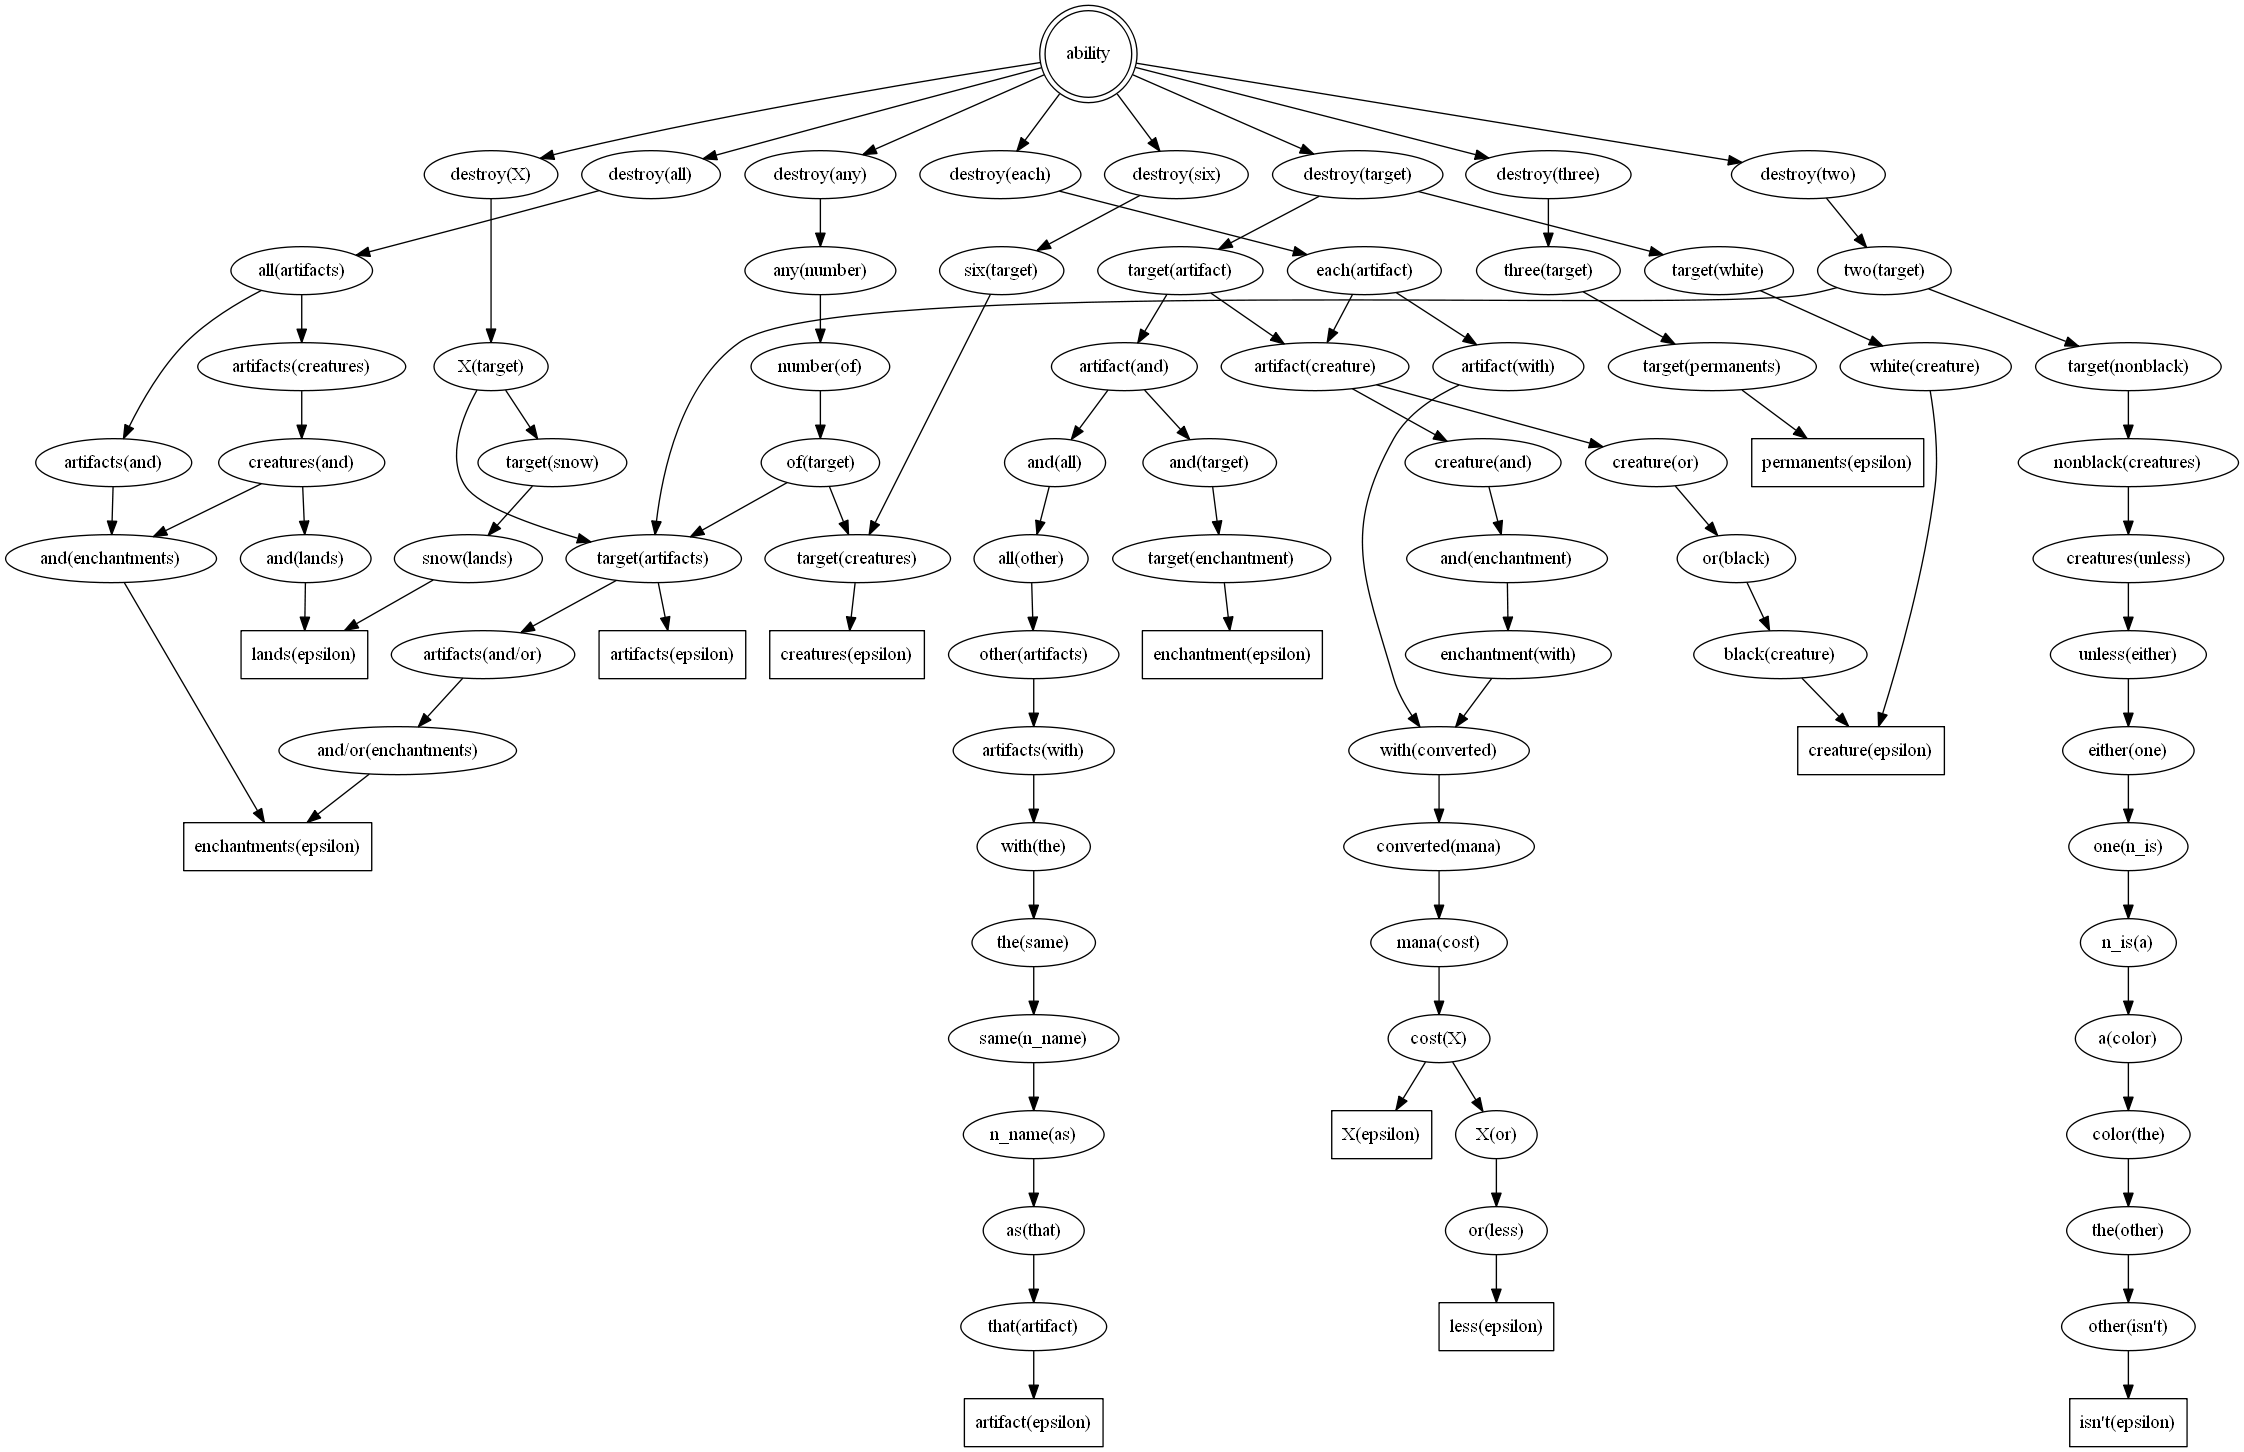 ability
destroy(X)
destroy(all)
destroy(any)
destroy(each)
destroy(six)
destroy(target)
destroy(three)
destroy(two)
all(artifacts)
any(number)
six(target)
target(artifact)
each(artifact)
three(target)
target(white)
two(target)
artifacts(creatures)
X(target)
number(of)
artifact(and)
artifact(creature)
artifact(with)
target(permanents)
white(creature)
target(nonblack)
artifacts(and)
creatures(and)
target(snow)
of(target)
and(all)
and(target)
creature(and)
creature(or)
permanents(epsilon)
nonblack(creatures)
and(enchantments)
and(lands)
snow(lands)
target(artifacts)
target(creatures)
all(other)
target(enchantment)
and(enchantment)
or(black)
creatures(unless)
lands(epsilon)
artifacts(and/or)
artifacts(epsilon)
creatures(epsilon)
other(artifacts)
enchantment(epsilon)
enchantment(with)
black(creature)
unless(either)
and/or(enchantments)
artifacts(with)
with(converted)
creature(epsilon)
either(one)
enchantments(epsilon)
with(the)
converted(mana)
one(n_is)
the(same)
mana(cost)
n_is(a)
same(n_name)
cost(X)
a(color)
n_name(as)
X(epsilon)
X(or)
color(the)
as(that)
or(less)
the(other)
that(artifact)
less(epsilon)
other(isn't)
artifact(epsilon)
isn't(epsilon)